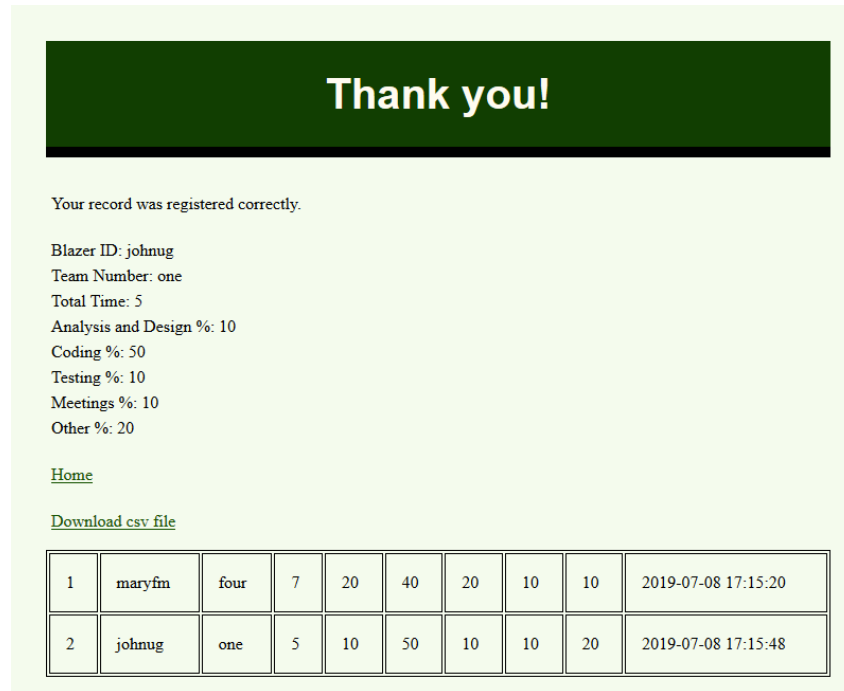 Thank you!
Your record was registered correctly.
Blazer ID: johnug
Team Number: one
Total Time: 5
Analysis and Design %: 10
Coding %: 50
Testing %: 10
Meetings %: 10
Other %: 20
Home
Download csv file
1 maryfm four 7 20 40 20 10 10 2019-07-08 17:15:20
2 johnug one 5 10 50 10 10 20 2019-07-08 17:15:48